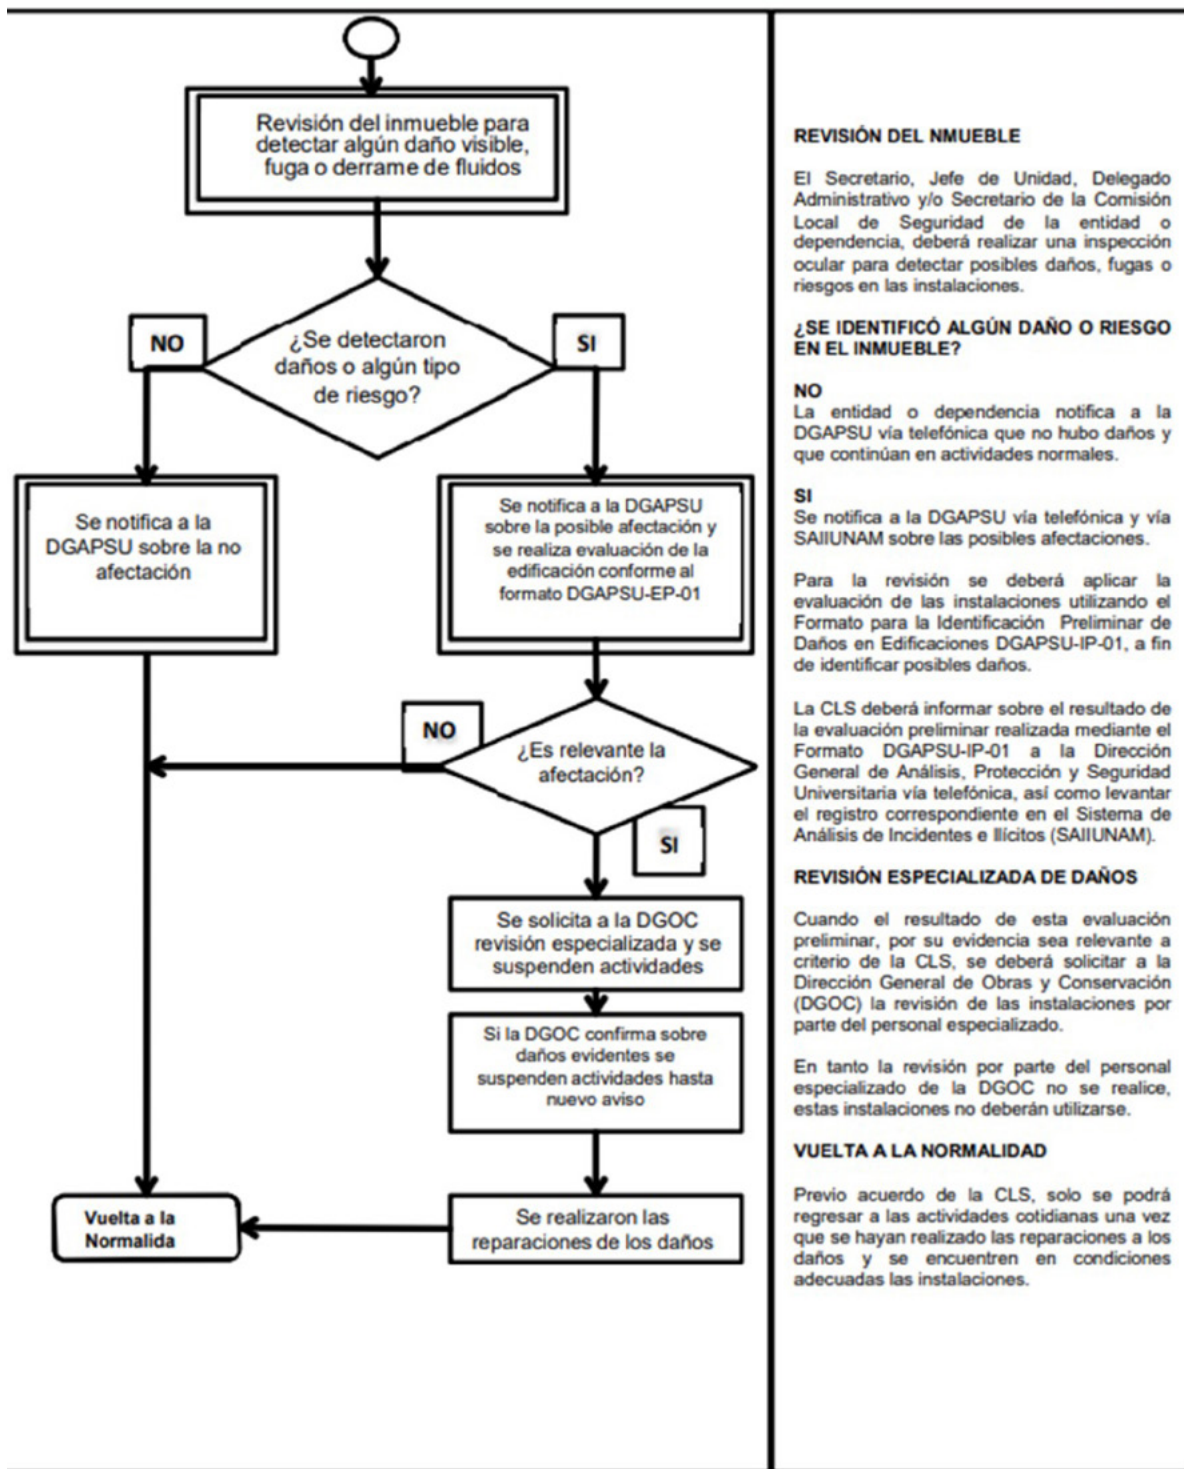 Revisión del inmueble para
detectar algún daño visible,
fuga o derrame de fluidos
NO
¿Se detectaron
daños o algún tipo
de riesgo?
SI
Se notifica a la
DGAPSU sobre la no
afectación
Se notifica a la DGAPSU
sobre la posible afectación y
se realiza evaluación de la
edificación conforme al
formato DGAPSU-EP-01
NO
¿Es relevante la
afectación?
SI
Se solicita a la DGOC
revisión especializada y se
suspenden actividades
Si la DGOC confirma sobre
daños evidentes se
suspenden actividades hasta
nuevo aviso
Se realizaron las
reparaciones de los daños
Vuelta a la
Normalida
REVISIÓN DEL NMUEBLE
El Secretario, Jefe de Unidad, Delegado
Administrativo y/o Secretario de la Comisión
Local de Seguridad de la entidad o
dependencia, deberá realizar una inspección
ocular para detectar posibles daños, fugas o
riesgos en las instalaciones.
¿SE IDENTIFICÓ ALGÚN DAÑO O RIESGO
EN EL INMUEBLE?
NO
La entidad o dependencia notifica a la
DGAPSU vía telefónica que no hubo daños y
que continúan en actividades normales.
SI
Se notifica a la DGAPSU vía telefónica y vía
SAIIUNAM sobre las posibles afectaciones.
Para la revisión se deberá aplicar la
evaluación de las instalaciones utilizando el
Formato para la Identificación Preliminar de
Daños en Edificaciones DGAPSU-IP-01, a fin
de identificar posibles daños.
La CLS deberá informar sobre el resultado de
la evaluación preliminar realizada mediante el
Formato DGAPSU-IP-01 a la Dirección
General de Análisis, Protección y Seguridad
Universitaria vía telefónica, así como levantar
el registro correspondiente en el Sistema de
Análisis de Incidentes e Ilícitos (SAIIUNAM).
REVISIÓN ESPECIALIZADA DE DAÑOS
Cuando el resultado de esta evaluación
preliminar, por su evidencia sea relevante a
criterio de la CLS, se deberá solicitar a la
Dirección General de Obras y Conservación
(DGOC) la revisión de las instalaciones por
parte del personal especializado.
En tanto la revisión por parte del personal
especializado de la DGOC no se realice,
estas instalaciones no deberán utilizarse.
VUELTA A LA NORMALIDAD
Previo acuerdo de la CLS, solo se podrá
regresar a las actividades cotidianas una vez
que se hayan realizado las reparaciones a los
daños y se encuentren en condiciones
adecuadas las instalaciones.